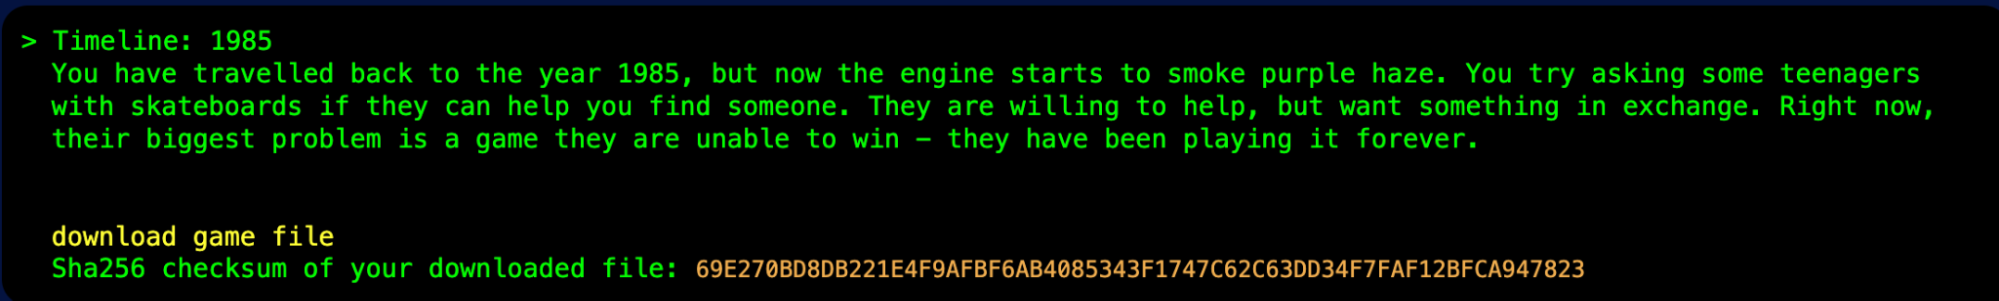 > Timeline: 1985
You have travelled back to the year 1985, but now the engine starts to smoke purple haze. You try asking some teenagers
with skateboards if they can help you find someone. They are willing to help, but want something in exchange. Right now,
their biggest problem is a game they are unable to win – they have been playing it forever.
download game file
Sha256 checksum of your downloaded file: 69E270BD8DB221E4F9AFBF6AB4085343F1747C62C63DD34F7FAF12BFCA947823